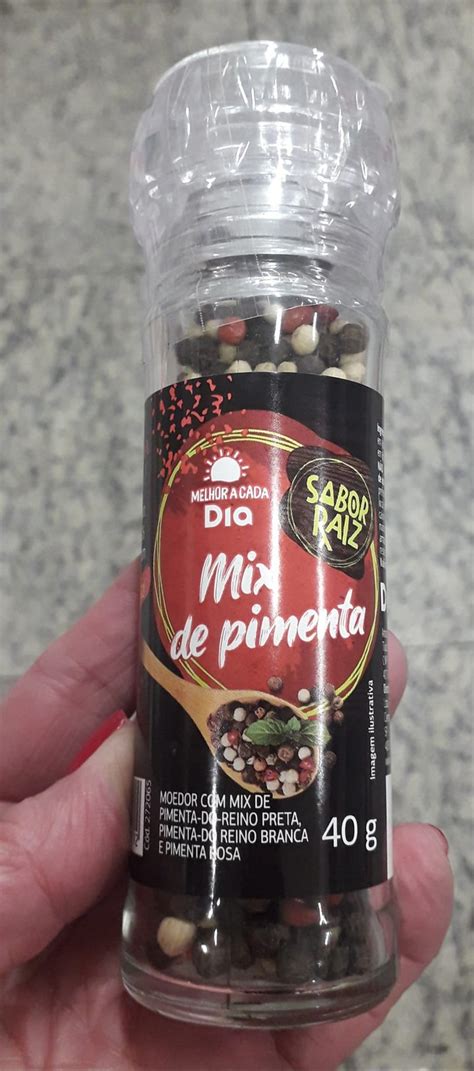 MELHOR A CADA
Dia
SABOR
RAIZ
Mix
de pimenta
imagem ilustrativa
MOEDOR COM MIX DE
PIMENTA-DO-REINO PRETA,
PIMENTA-DO REINO BRANCA
E PIMENTA ROSA
40 g
Cód. 272065